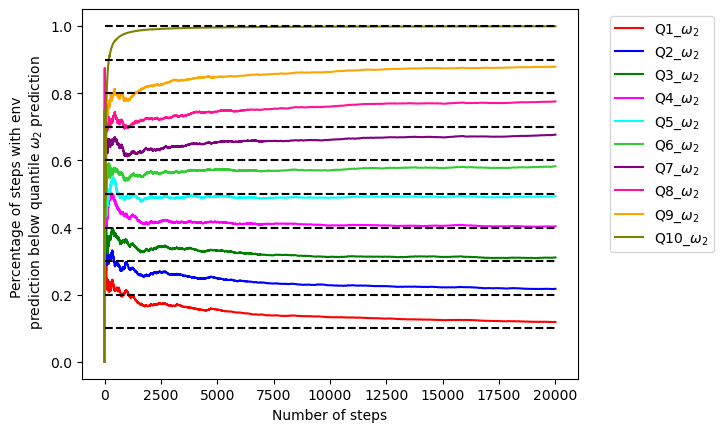 Percentage of steps with env
prediction below quantile ω₂ prediction
1.0
0.8
0.6
0.4
0.2
0.0
0
2500
5000
7500
10000
12500
15000
17500
20000
Number of steps
Q1_ω₂
Q2_ω₂
Q3_ω₂
Q4_ω₂
Q5_ω₂
Q6_ω₂
Q7_ω₂
Q8_ω₂
Q9_ω₂
Q10_ω₂